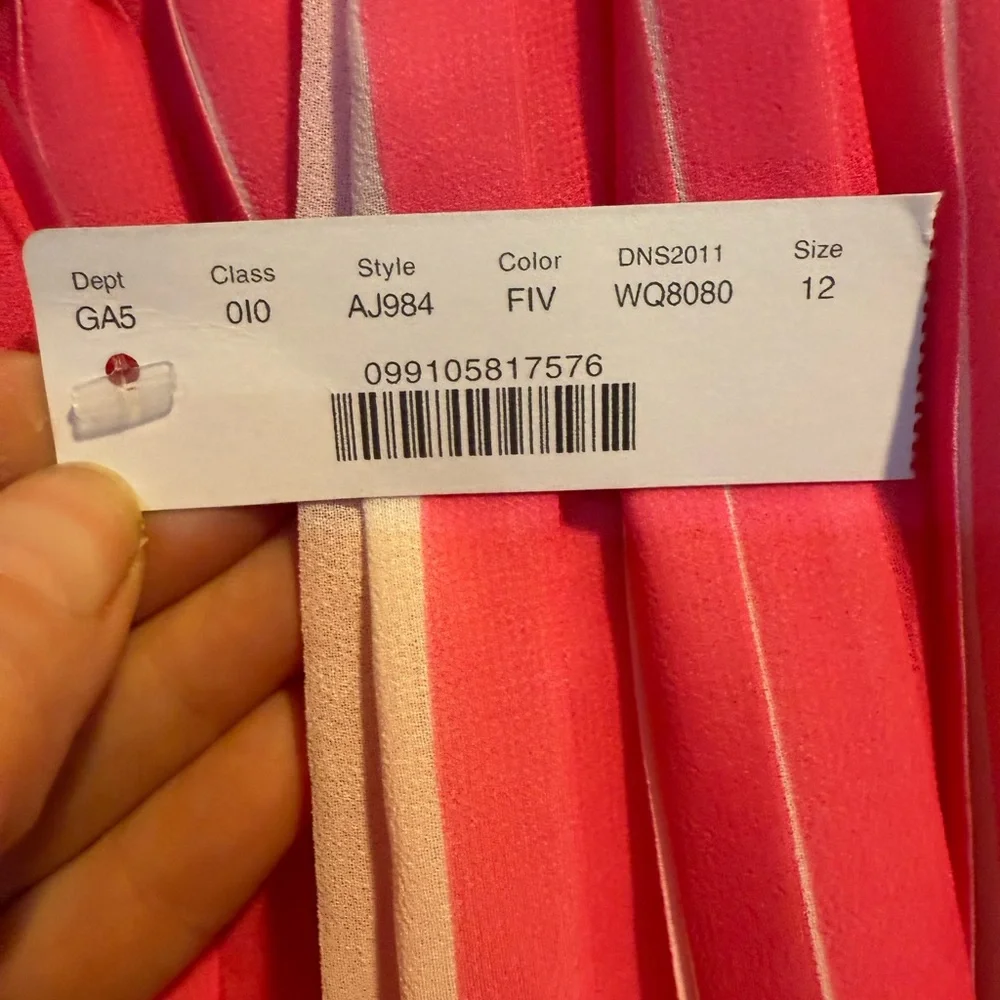 Dept Class Style Color DNS2011 Size
GA5 0I0 AJ984 FIV WQ8080 12
099105817576